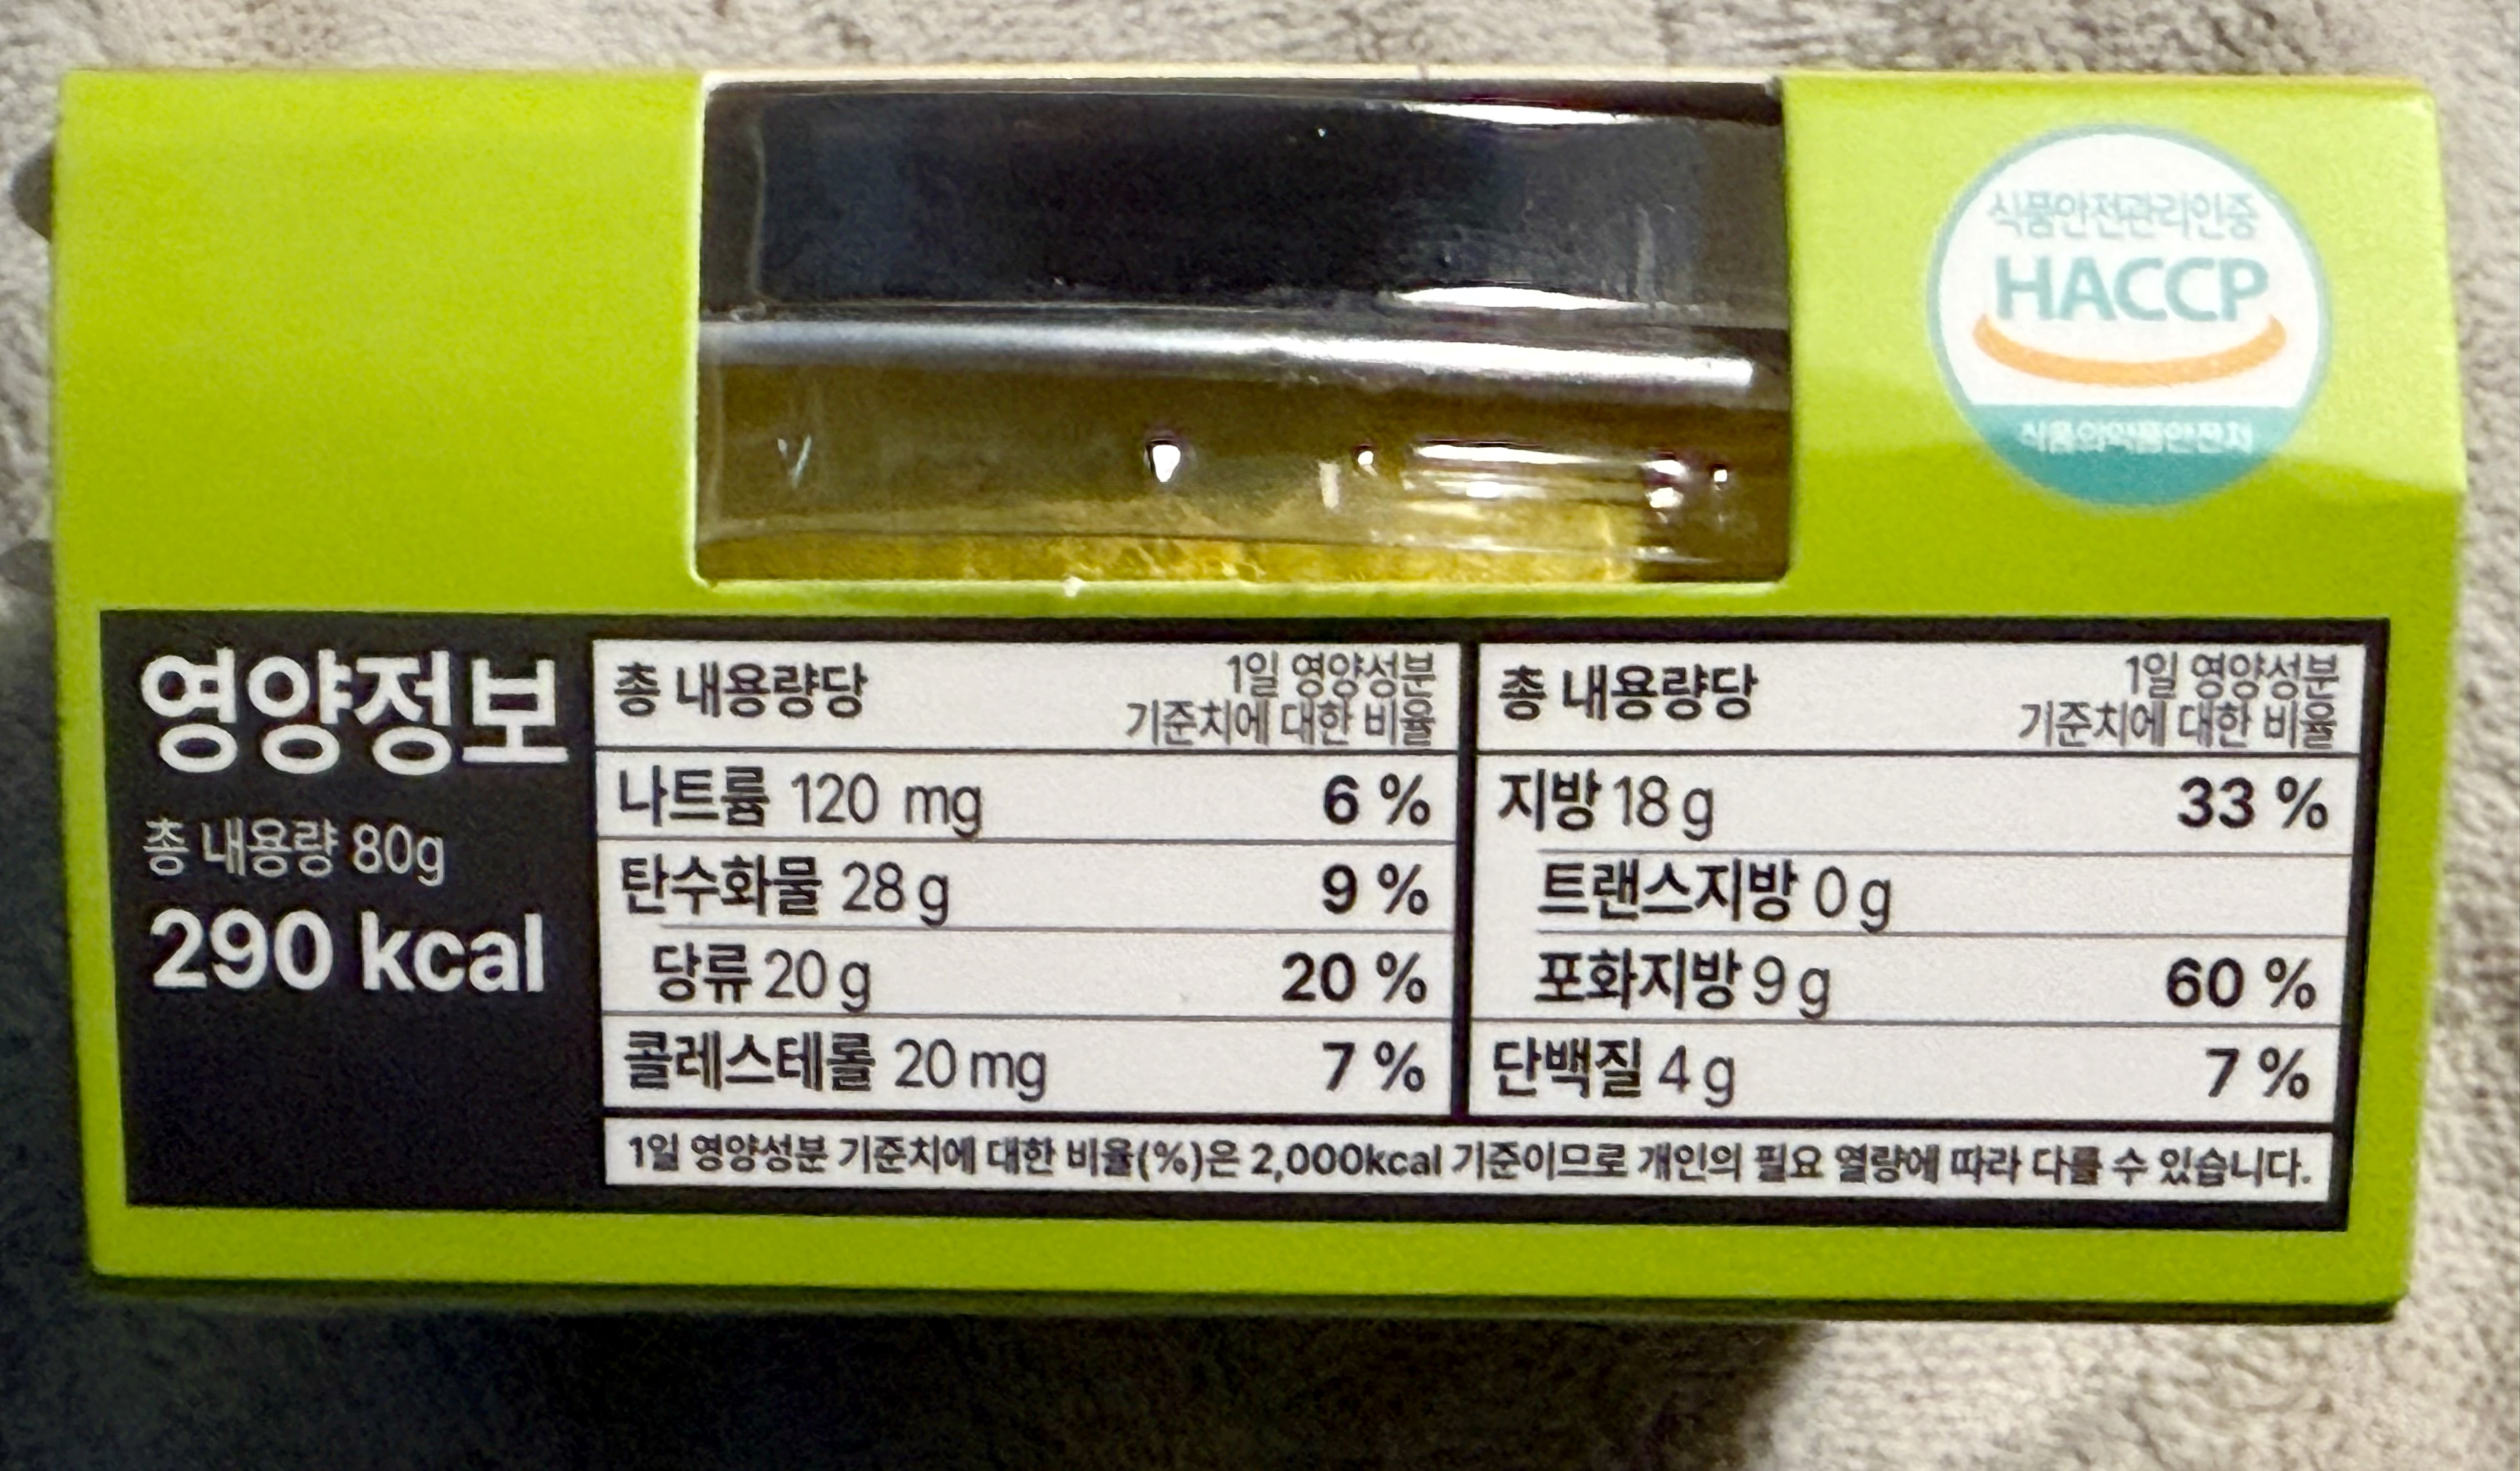 식품안전관리인증
HACCP
식품의약품안전처
영양정보
총 내용량 80g
290 kcal
총 내용량당 1일 영양성분
기준치에 대한 비율
나트륨 120 mg 6 %
탄수화물 28 g 9 %
당류 20 g 20 %
콜레스테롤 20 mg 7 %
총 내용량당 1일 영양성분
기준치에 대한 비율
지방 18 g 33 %
트랜스지방 0 g
포화지방 9 g 60 %
단백질 4 g 7 %
1일 영양성분 기준치에 대한 비율(%)은 2,000kcal 기준이므로 개인의 필요 열량에 따라 다를 수 있습니다.